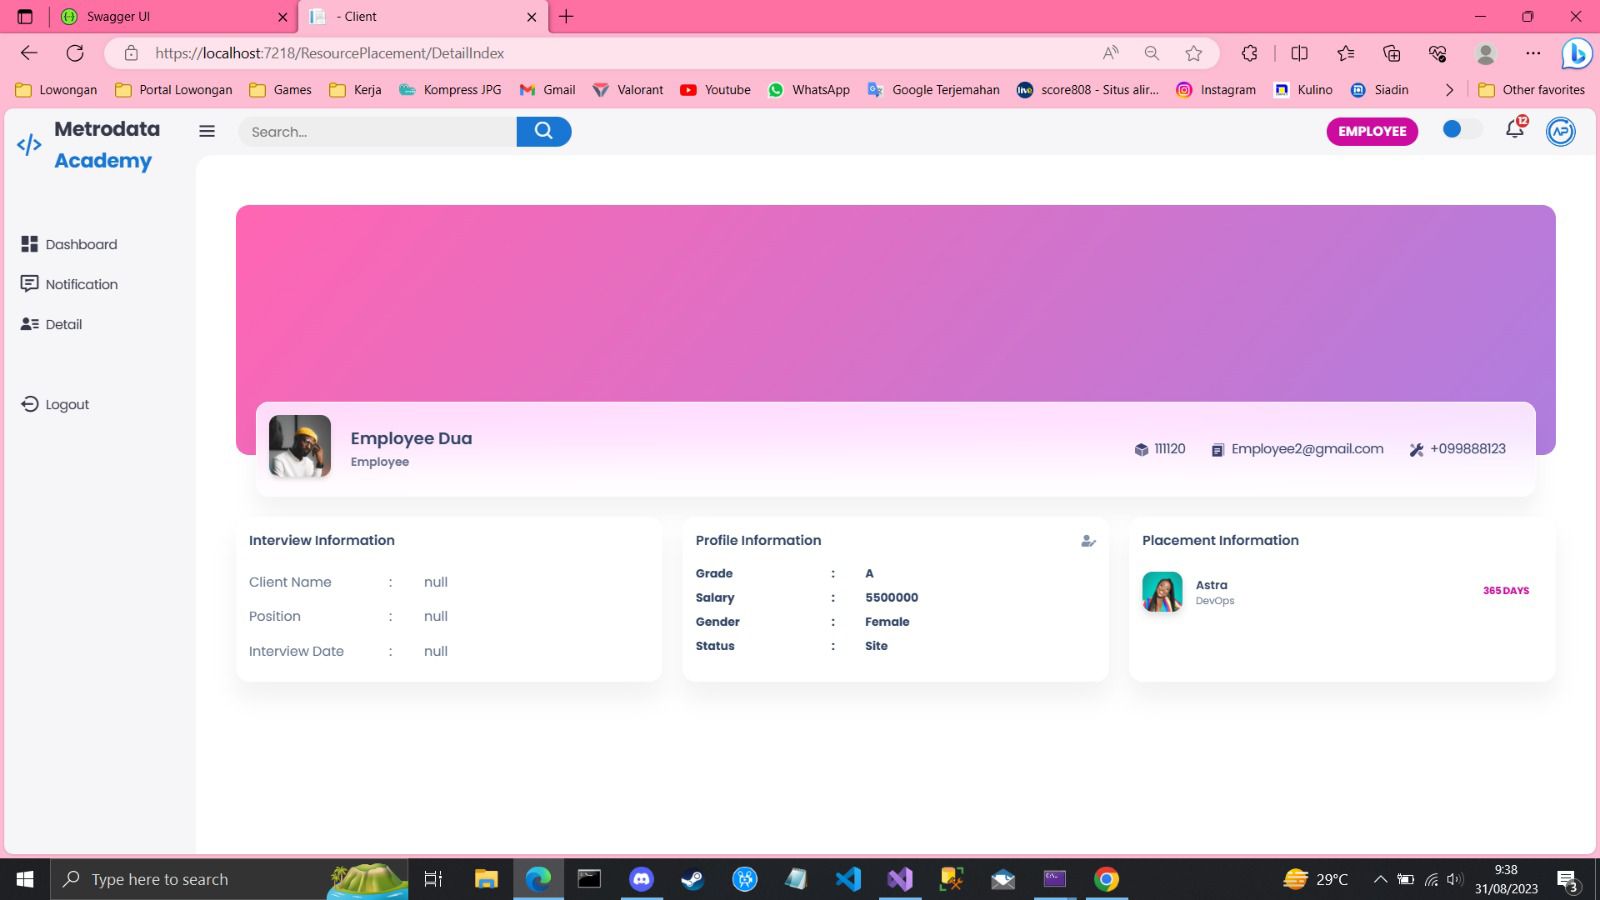 Swagger UI
- Client
https://localhost:7218/ResourcePlacement/DetailIndex
Lowongan
Portal Lowongan
Games
Kerja
Kompress JPG
Gmail
Valorant
Youtube
WhatsApp
Google Terjemahan
live
score808 - Situs alir...
Instagram
Kulino
Siadin
Other favorites
</> Metrodata
Academy
Search...
EMPLOYEE
12
AP
Dashboard
Notification
Detail
Logout
Employee Dua
Employee
111120
Employee2@gmail.com
+099888123
Interview Information
Client Name : null
Position : null
Interview Date : null
Profile Information
Grade : A
Salary : 5500000
Gender : Female
Status : Site
Placement Information
Astra
DevOps
365 DAYS
Type here to search
29°C
9:38
31/08/2023
3